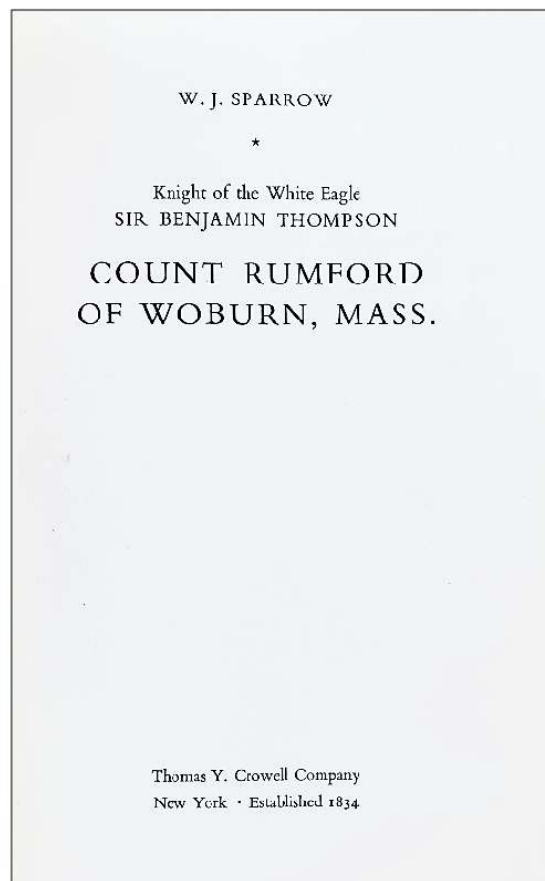 W. J. SPARROW
★
Knight of the White Eagle
SIR BENJAMIN THOMPSON
COUNT RUMFORD
OF WOBURN, MASS.
Thomas Y. Crowell Company
New York · Established 1834